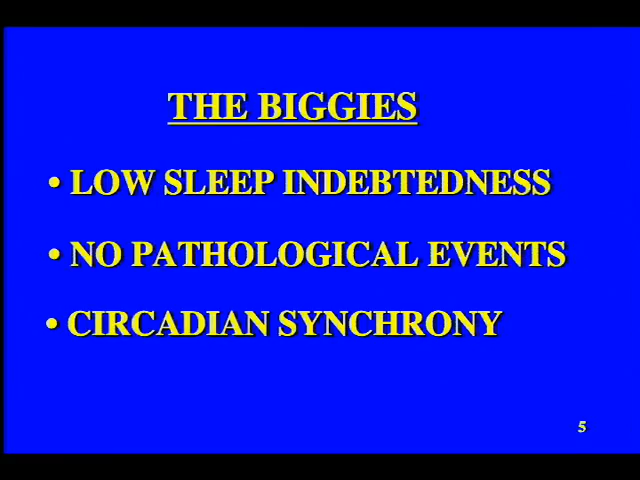 THE BIGGIES
• LOW SLEEP INDEBTEDNESS
• NO PATHOLOGICAL EVENTS
• CIRCADIAN SYNCHRONY
5